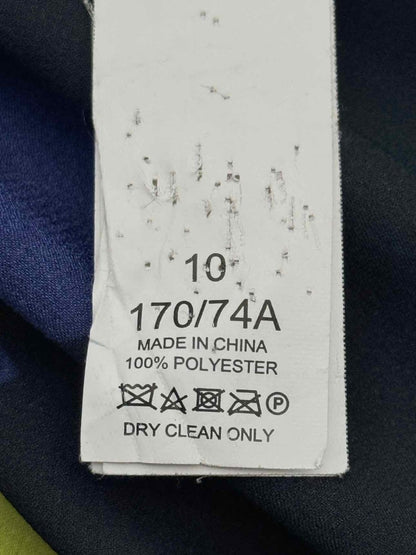 10
170/74A
MADE IN CHINA
100% POLYESTER
P
DRY CLEAN ONLY